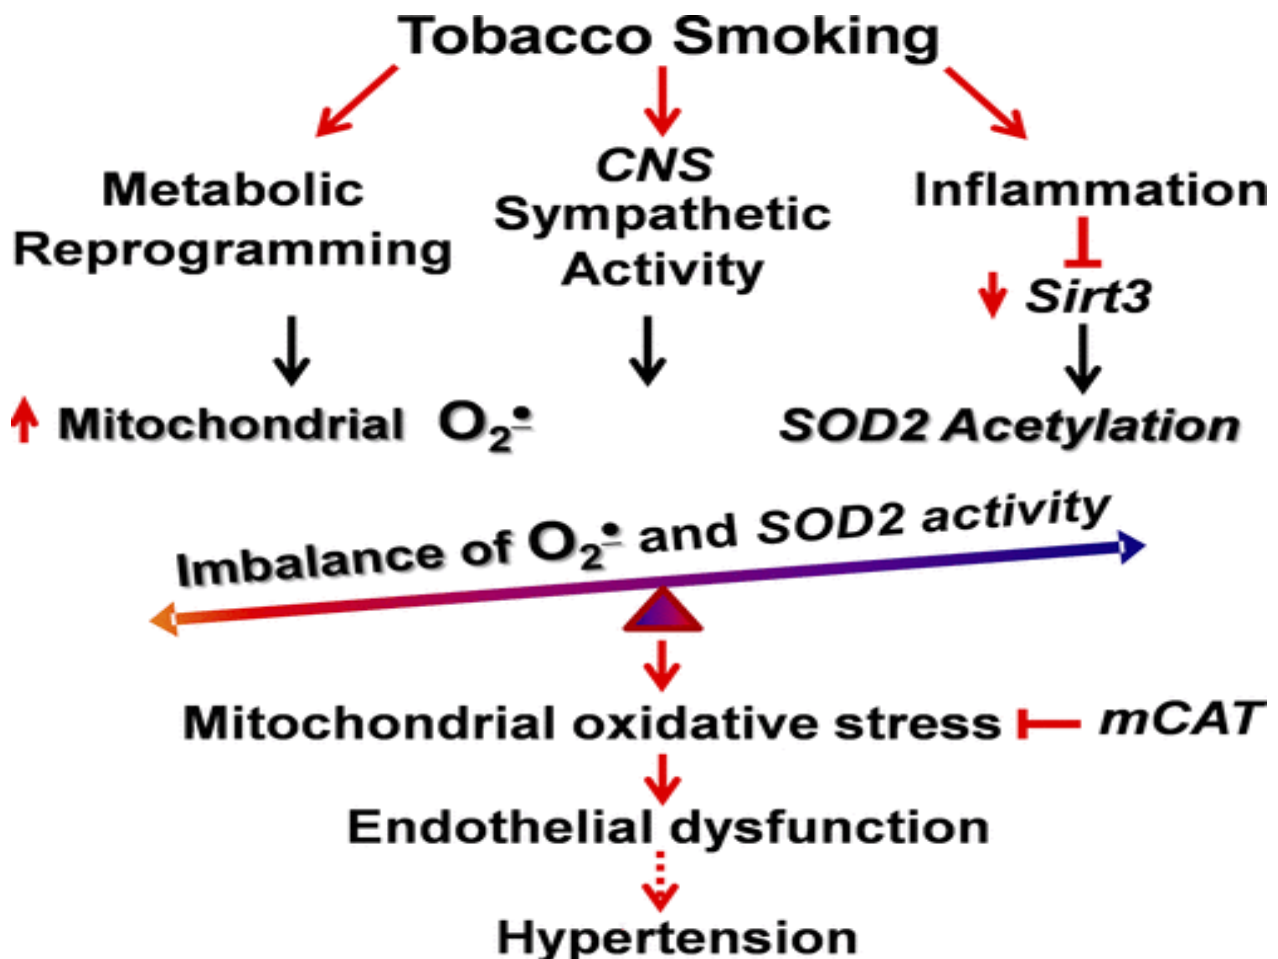 Tobacco Smoking
Metabolic
Reprogramming
CNS
Sympathetic
Activity
Inflammation
Sirt3
Mitochondrial O₂•̲
SOD2 Acetylation
Imbalance of O₂•̲ and SOD2 activity
Mitochondrial oxidative stress
mCAT
Endothelial dysfunction
Hypertension